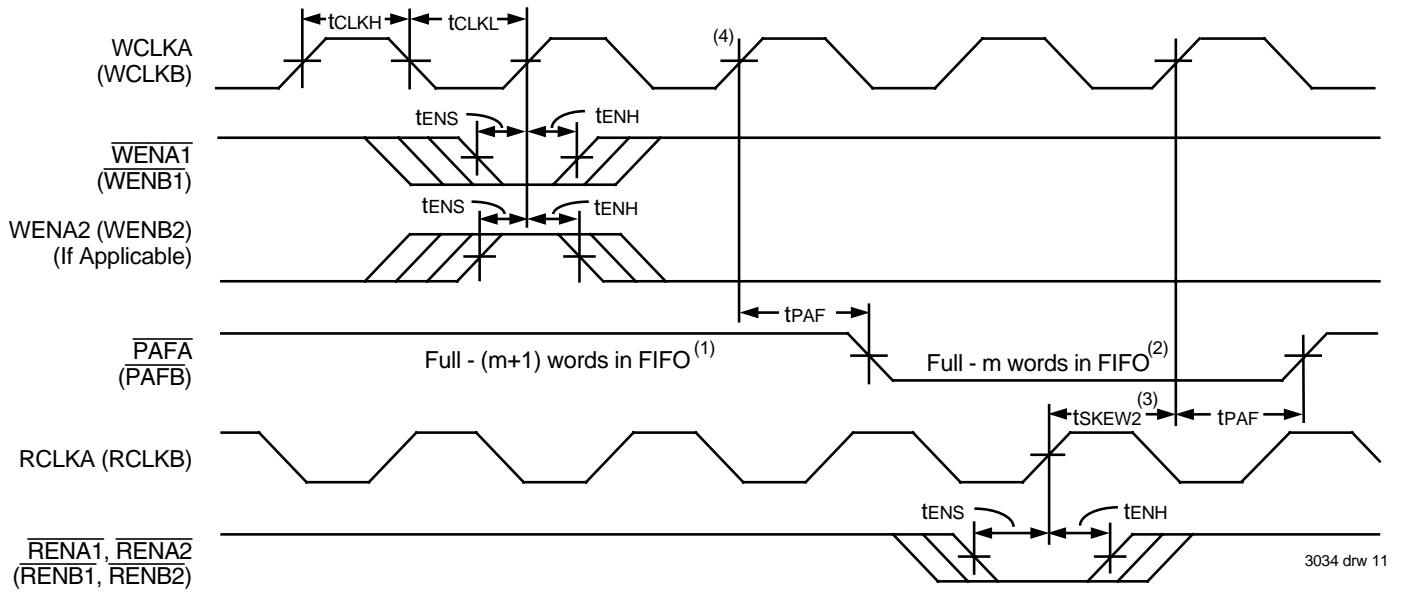 tCLKH
tCLKL
WCLKA
(WCLKB)
(4)
tENS
tENH
WENA1
(WENB1)
tENS
tENH
WENA2 (WENB2)
(If Applicable)
tPAF
PAFA
(PAFB)
Full - (m+1) words in FIFO (1)
Full - m words in FIFO (2)
(3)
tSKEW2
tPAF
RCLKA (RCLKB)
tENS
tENH
RENA1, RENA2
(RENB1, RENB2)
3034 drw 11